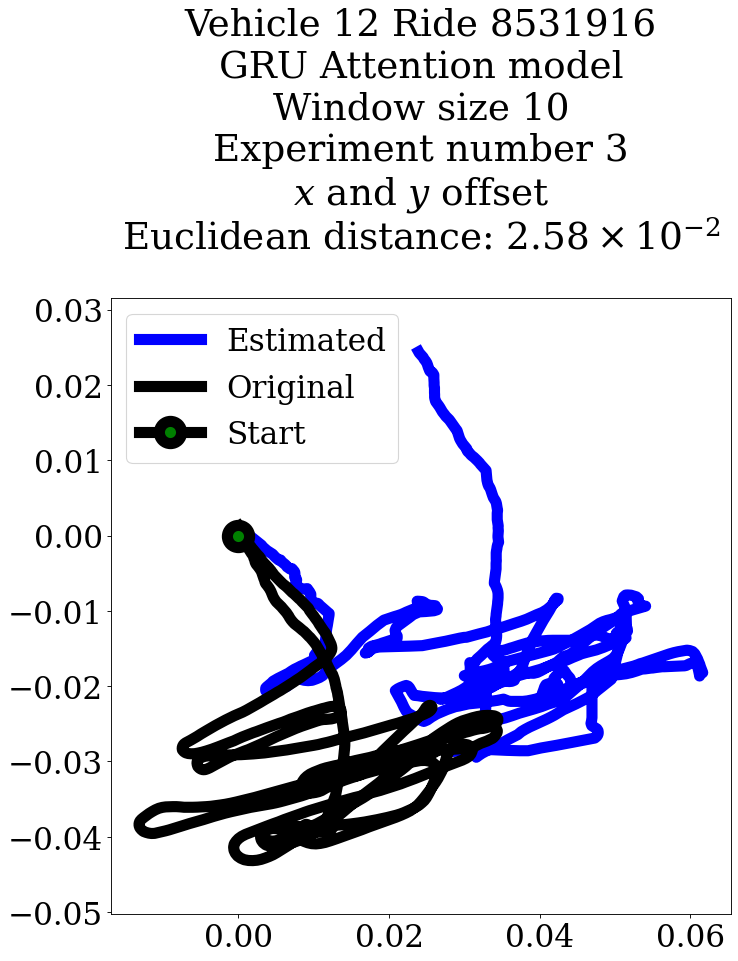 Vehicle 12 Ride 8531916
GRU Attention model
Window size 10
Experiment number 3
x and y offset
Euclidean distance: 2.58 × 10⁻²
0.03
0.02
0.01
0.00
−0.01
−0.02
−0.03
−0.04
−0.05
Estimated
Original
Start
0.00 0.02 0.04 0.06